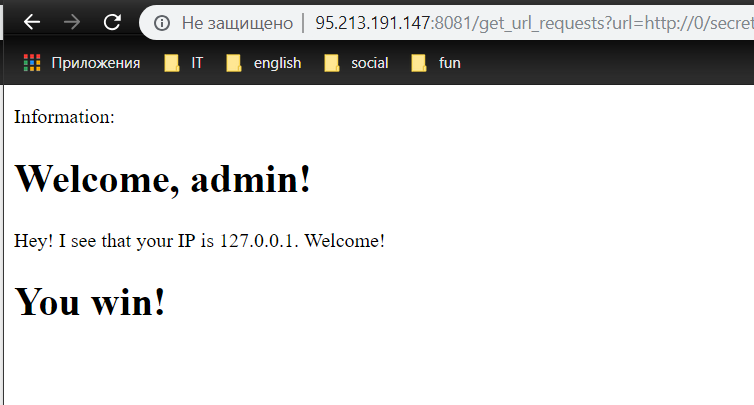 Не защищено | 95.213.191.147:8081/get_url_requests?url=http://0/secret
Приложения IT english social fun
Information:
Welcome, admin!
Hey! I see that your IP is 127.0.0.1. Welcome!
You win!